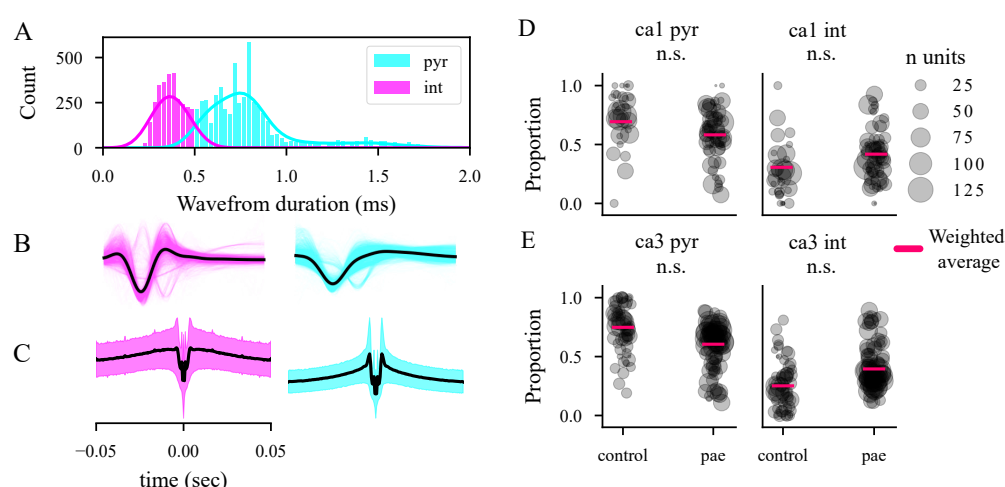 A
Count
500
250
0
pyr
int
0.0
0.5
1.0
1.5
2.0
Wavefrom duration (ms)
B
C
−0.05
0.00
0.05
time (sec)
D
ca1 pyr
n.s.
ca1 int
n.s.
Proportion
1.0
0.5
0.0
n units
25
50
75
100
125
Weighted
average
E
ca3 pyr
n.s.
ca3 int
n.s.
Proportion
1.0
0.5
0.0
control
pae
control
pae